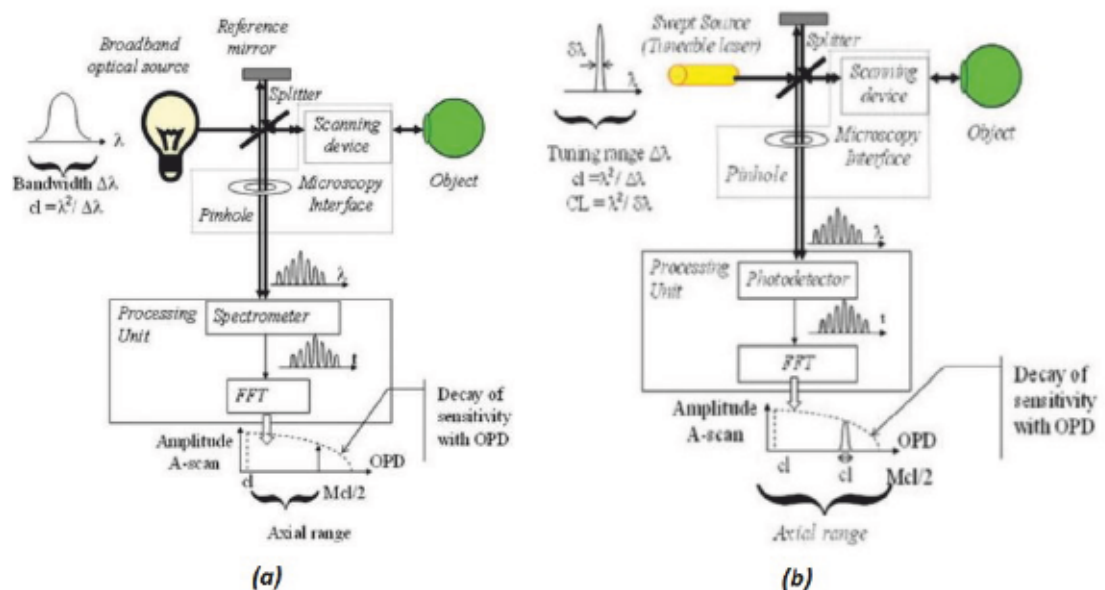 Broadband
optical source
Reference
mirror
Splitter
λ
Scanning
device
Bandwidth Δλ
cl =λ²/ Δλ
Object
Microscopy
Interface
Pinhole
λ
Processing
Unit
Spectrometer
t
FFT
Decay of
sensitivity
with OPD
Amplitude
A-scan
OPD
cl
Mcl/2
Axial range
(a)
Swept Source
(Tuneable laser)
Splitter
δλ
λ
Scanning
device
Object
Microscopy
Interface
Tuning range Δλ
cl =λ²/ Δλ
CL = λ²/ δλ
Pinhole
λ
Processing
Unit
Photodetector
t
FFT
Decay of
sensitivity
with OPD
Amplitude
A-scan
OPD
cl
cl
Mcl/2
Axial range
(b)